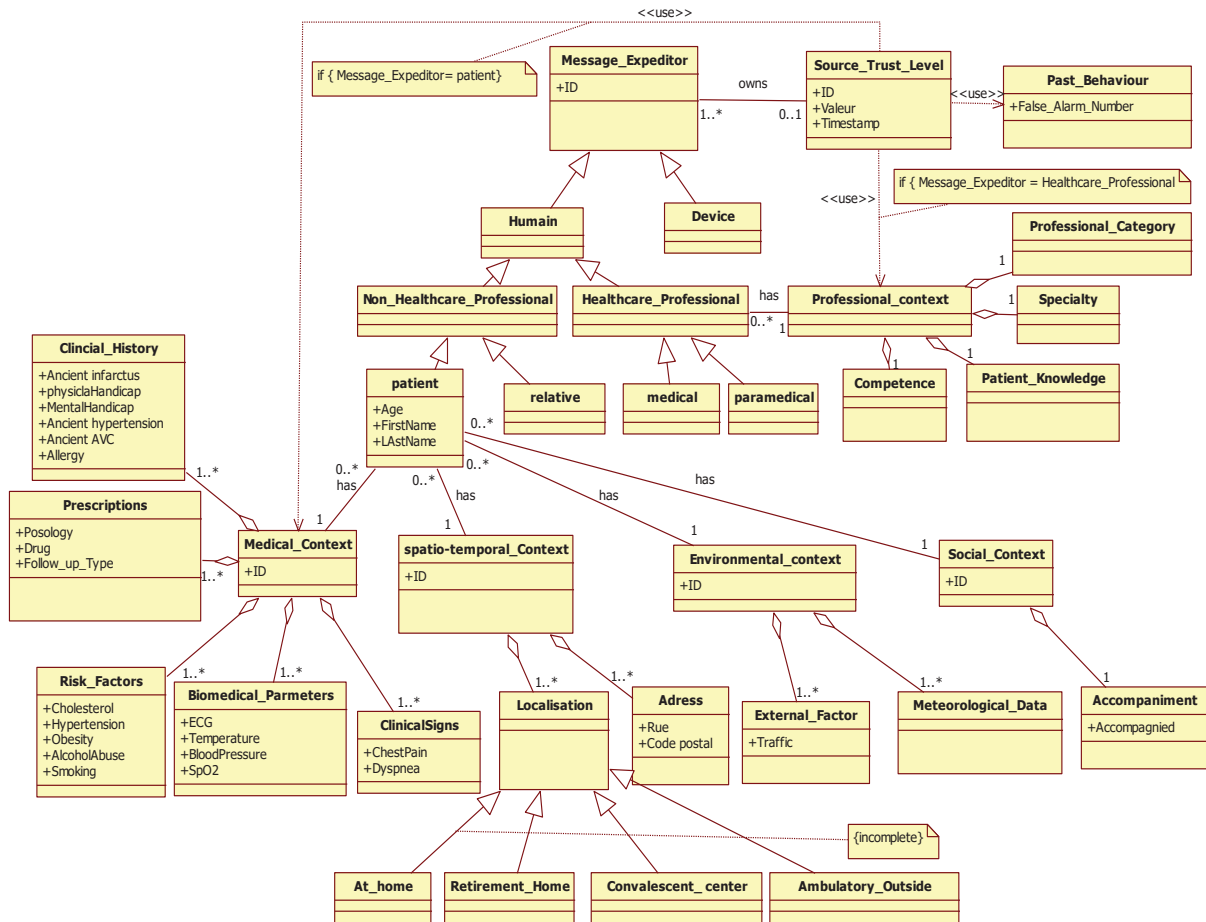 <<use>>
if { Message_Expeditor= patient}
Message_Expeditor
+ID
owns
1..*
0..1
Source_Trust_Level
+ID
+Valeur
+Timestamp
<<use>>
Past_Behaviour
+False_Alarm_Number
<<use>>
if { Message_Expeditor = Healthcare_Professional
Humain
Device
Professional_Category
1
Non_Healthcare_Professional
Healthcare_Professional
has
0..*
1
Professional_context
1
Specialty
1
Competence
1
Patient_Knowledge
Clincial_History
+Ancient infarctus
+physiclaHandicap
+MentalHandicap
+Ancient hypertension
+Ancient AVC
+Allergy
1..*
patient
+Age
+FirstName
+LAstName
relative
medical
paramedical
0..*
0..*
0..*
has
0..*
has
has
has
1
1
1
1
Prescriptions
+Posology
+Drug
+Follow_up_Type
1..*
Medical_Context
+ID
spatio-temporal_Context
+ID
Environmental_context
+ID
Social_Context
+ID
1..*
1..*
1..*
1..*
1..*
1..*
1..*
1
Risk_Factors
+Cholesterol
+Hypertension
+Obesity
+AlcoholAbuse
+Smoking
Biomedical_Parmeters
+ECG
+Temperature
+BloodPressure
+SpO2
ClinicalSigns
+ChestPain
+Dyspnea
Localisation
Adress
+Rue
+Code postal
External_Factor
+Traffic
Meteorological_Data
Accompaniment
+Accompagnied
{incomplete}
At_home
Retirement_Home
Convalescent_ center
Ambulatory_Outside